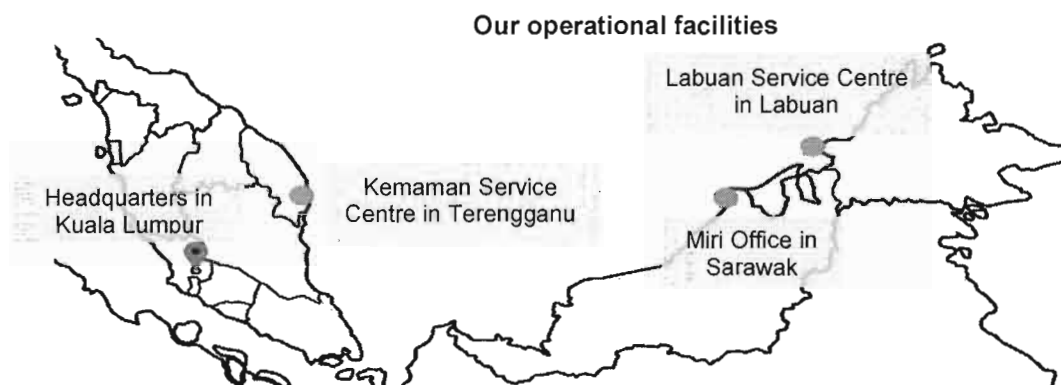 Our operational facilities
Labuan Service Centre
in Labuan
Headquarters in
Kuala Lumpur
Kemaman Service
Centre in Terengganu
Miri Office in
Sarawak